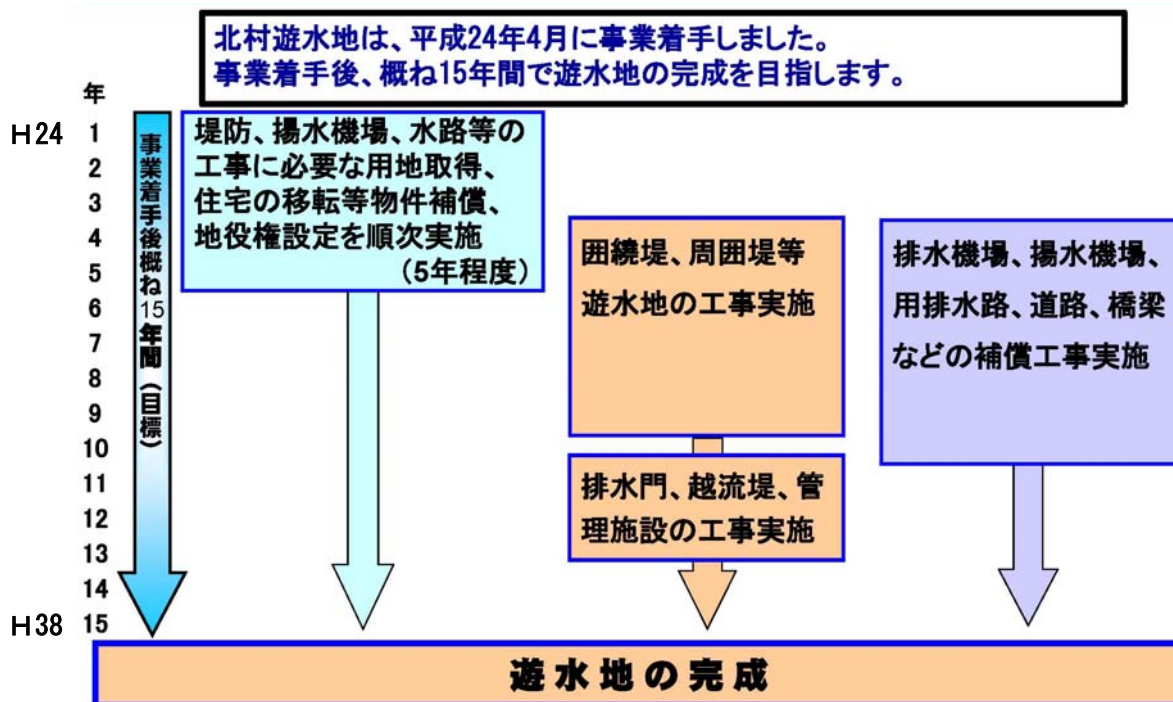 北村遊水地は、平成24年4月に事業着手しました。
事業着手後、概ね15年間で遊水地の完成を目指します。
年
H24
1
2
3
4
5
6
7
8
9
10
11
12
13
14
15
H38
事業着手後概ね15年間(目標)
堤防、揚水機場、水路等の
工事に必要な用地取得、
住宅の移転等物件補償、
地役権設定を順次実施
(5年程度)
囲繞堤、周囲堤等
遊水地の工事実施
排水門、越流堤、管
理施設の工事実施
排水機場、揚水機場、
用排水路、道路、橋梁
などの補償工事実施
遊水地の完成